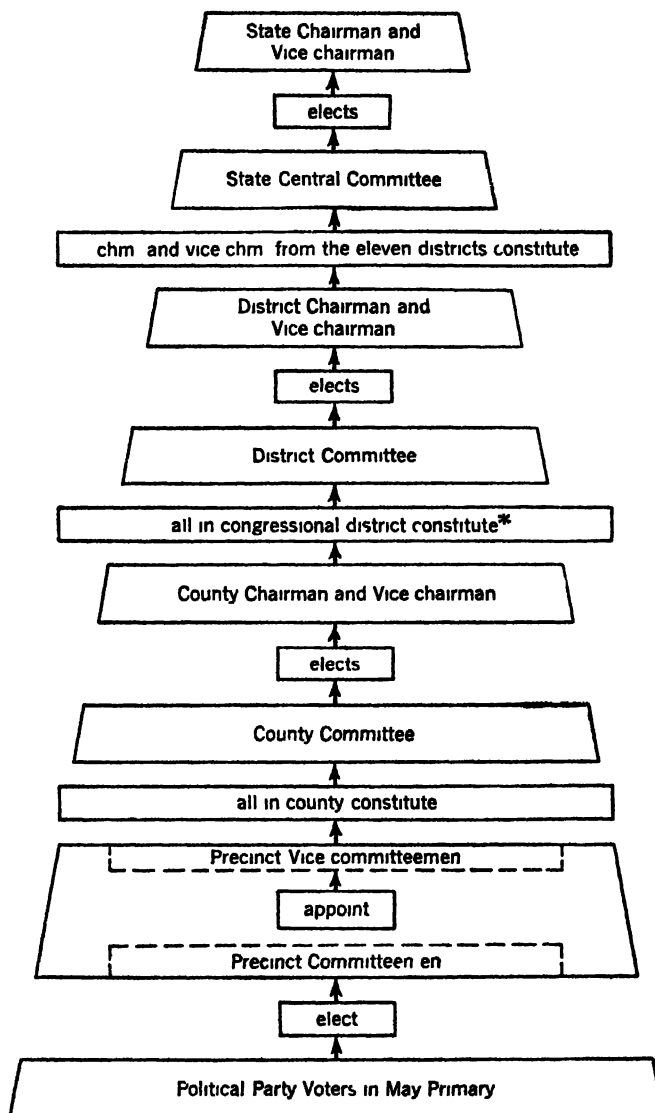 State Chairman and
Vice chairman
elects
State Central Committee
chm and vice chm from the eleven districts constitute
District Chairman and
Vice chairman
elects
District Committee
all in congressional district constitute*
County Chairman and Vice chairman
elects
County Committee
all in county constitute
Precinct Vice committeemen
appoint
Precinct Committeen en
elect
Political Party Voters in May Primary